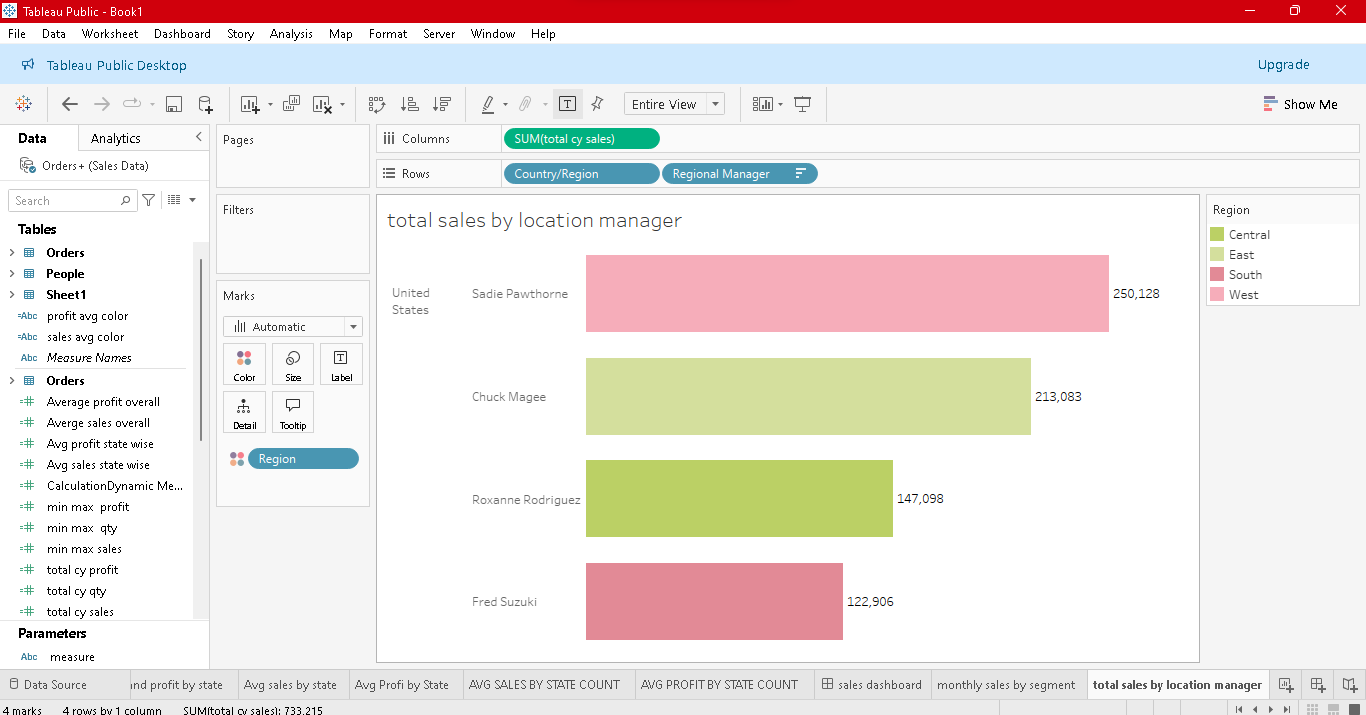 Tableau Public - Book1
File Data Worksheet Dashboard Story Analysis Map Format Server Window Help
Tableau Public Desktop Upgrade
Entire View Show Me
Data Analytics
Orders+ (Sales Data)
Search
Tables
Orders
People
Sheet1
=Abc profit avg color
=Abc sales avg color
Abc Measure Names
Orders
Average profit overall
Averge sales overall
Avg profit state wise
Avg sales state wise
CalculationDynamic Me...
min max profit
min max qty
min max sales
total cy profit
total cy qty
total cy sales
Parameters
Abc measure
Pages
Filters
Marks
Automatic
Color Size Label
Detail Tooltip
Region
Columns SUM(total cy sales)
Rows Country/Region Regional Manager
total sales by location manager
United States
Sadie Pawthorne 250,128
Chuck Magee 213,083
Roxanne Rodriguez 147,098
Fred Suzuki 122,906
Region
Central
East
South
West
Data Source nd profit by state Avg sales by state Avg Profi by State AVG SALES BY STATE COUNT AVG PROFIT BY STATE COUNT sales dashboard monthly sales by segment total sales by location manager
4 marks 4 rows by 1 column SUM(total cy sales): 733,215